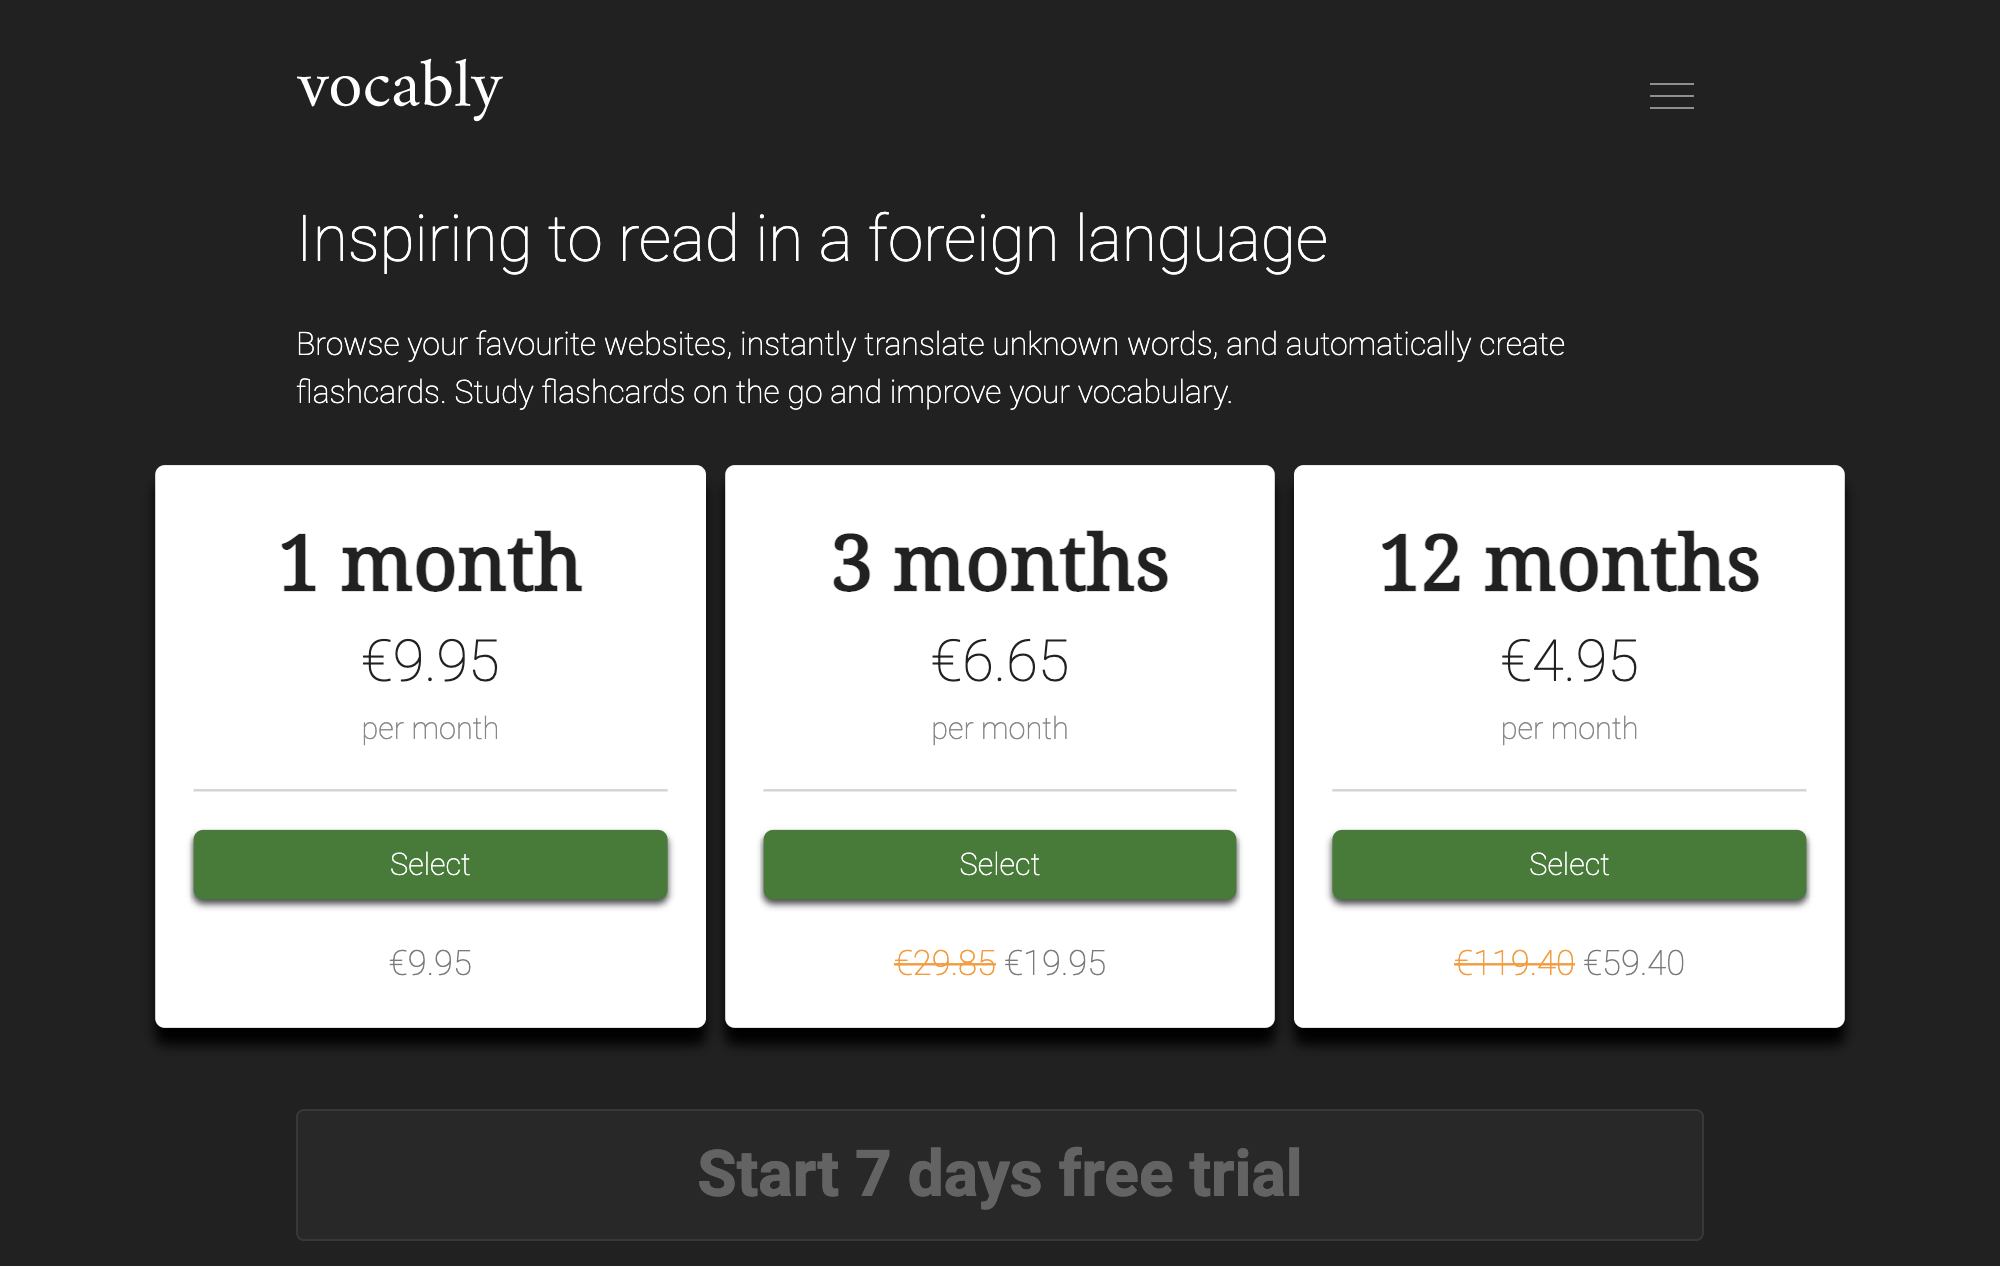 vocably
Inspiring to read in a foreign language
Browse your favourite websites, instantly translate unknown words, and automatically create
flashcards. Study flashcards on the go and improve your vocabulary.
1 month
€9.95
per month
Select
€9.95
3 months
€6.65
per month
Select
€29.85 €19.95
12 months
€4.95
per month
Select
€119.40 €59.40
Start 7 days free trial